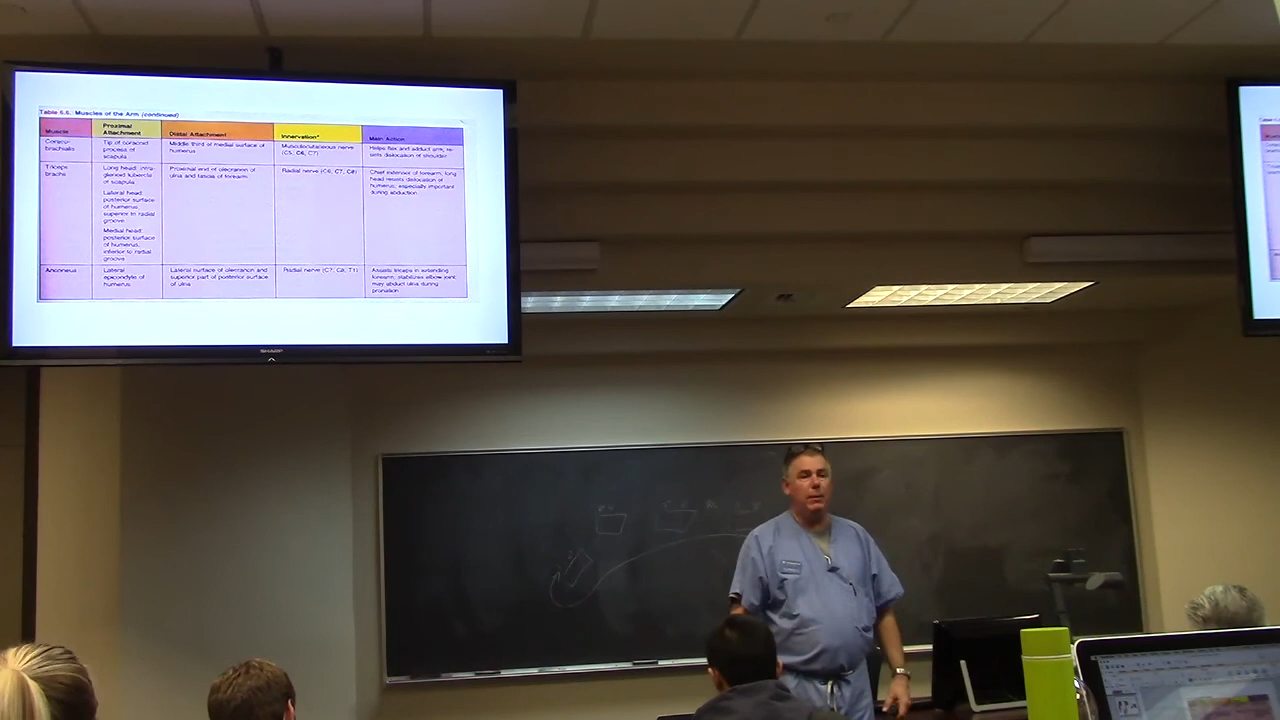 Table 6.6. Muscles of the Arm (continued)
Muscle
Proximal
Attachment
Distal Attachment
Innervation*
Main Action
Coraco-
brachialis
Tip of coracoid
process of
scapula
Middle third of medial surface of
humerus
Musculocutaneous nerve
(C5, C6, C7)
Helps flex and adduct arm; re-
sists dislocation of shoulder
Triceps
brachii
Long head: infra-
glenoid tubercle
of scapula
Lateral head:
posterior surface
of humerus,
superior to radial
groove
Medial head:
posterior surface
of humerus,
inferior to radial
groove
Proximal end of olecranon of
ulna and fascia of forearm
Radial nerve (C6, C7, C8)
Chief extensor of forearm; long
head resists dislocation of
humerus; especially important
during abduction
Anconeus
Lateral
epicondyle of
humerus
Lateral surface of olecranon and
superior part of posterior surface
of ulna
Radial nerve (C7, C8, T1)
Assists triceps in extending
forearm; stabilizes elbow joint;
may abduct ulna during
pronation
SHARP